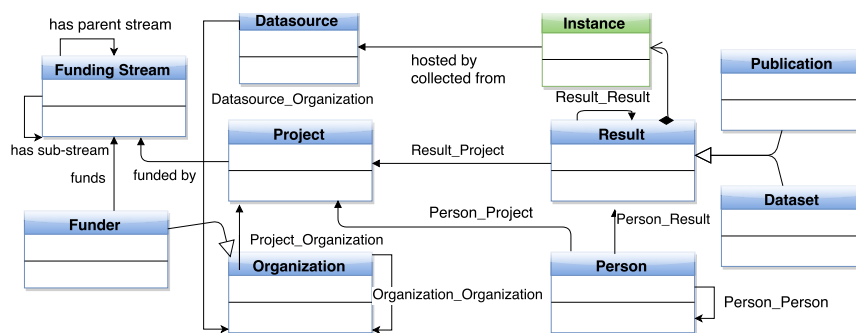 has parent stream
Datasource
Instance
Funding Stream
Publication
hosted by
collected from
Datasource_Organization
Result_Result
Project
Result
has sub-stream
Result_Project
funds
funded by
Dataset
Funder
Person_Project
Person_Result
Project_Organization
Organization
Person
Organization_Organization
Person_Person